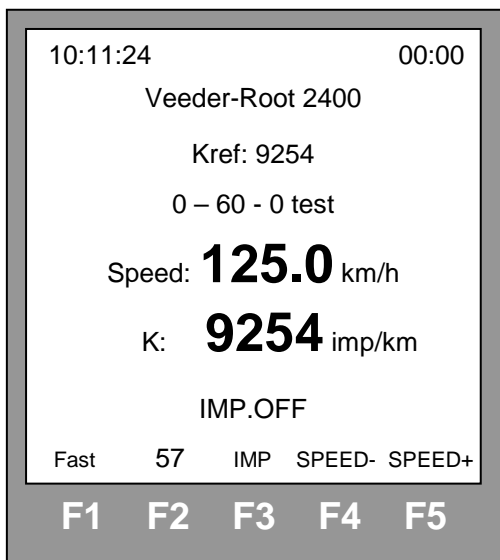 10:11:24 00:00
Veeder-Root 2400
Kref: 9254
0 – 60 - 0 test
Speed: 125.0 km/h
K: 9254 imp/km
IMP.OFF
Fast 57 IMP SPEED- SPEED+
F1 F2 F3 F4 F5